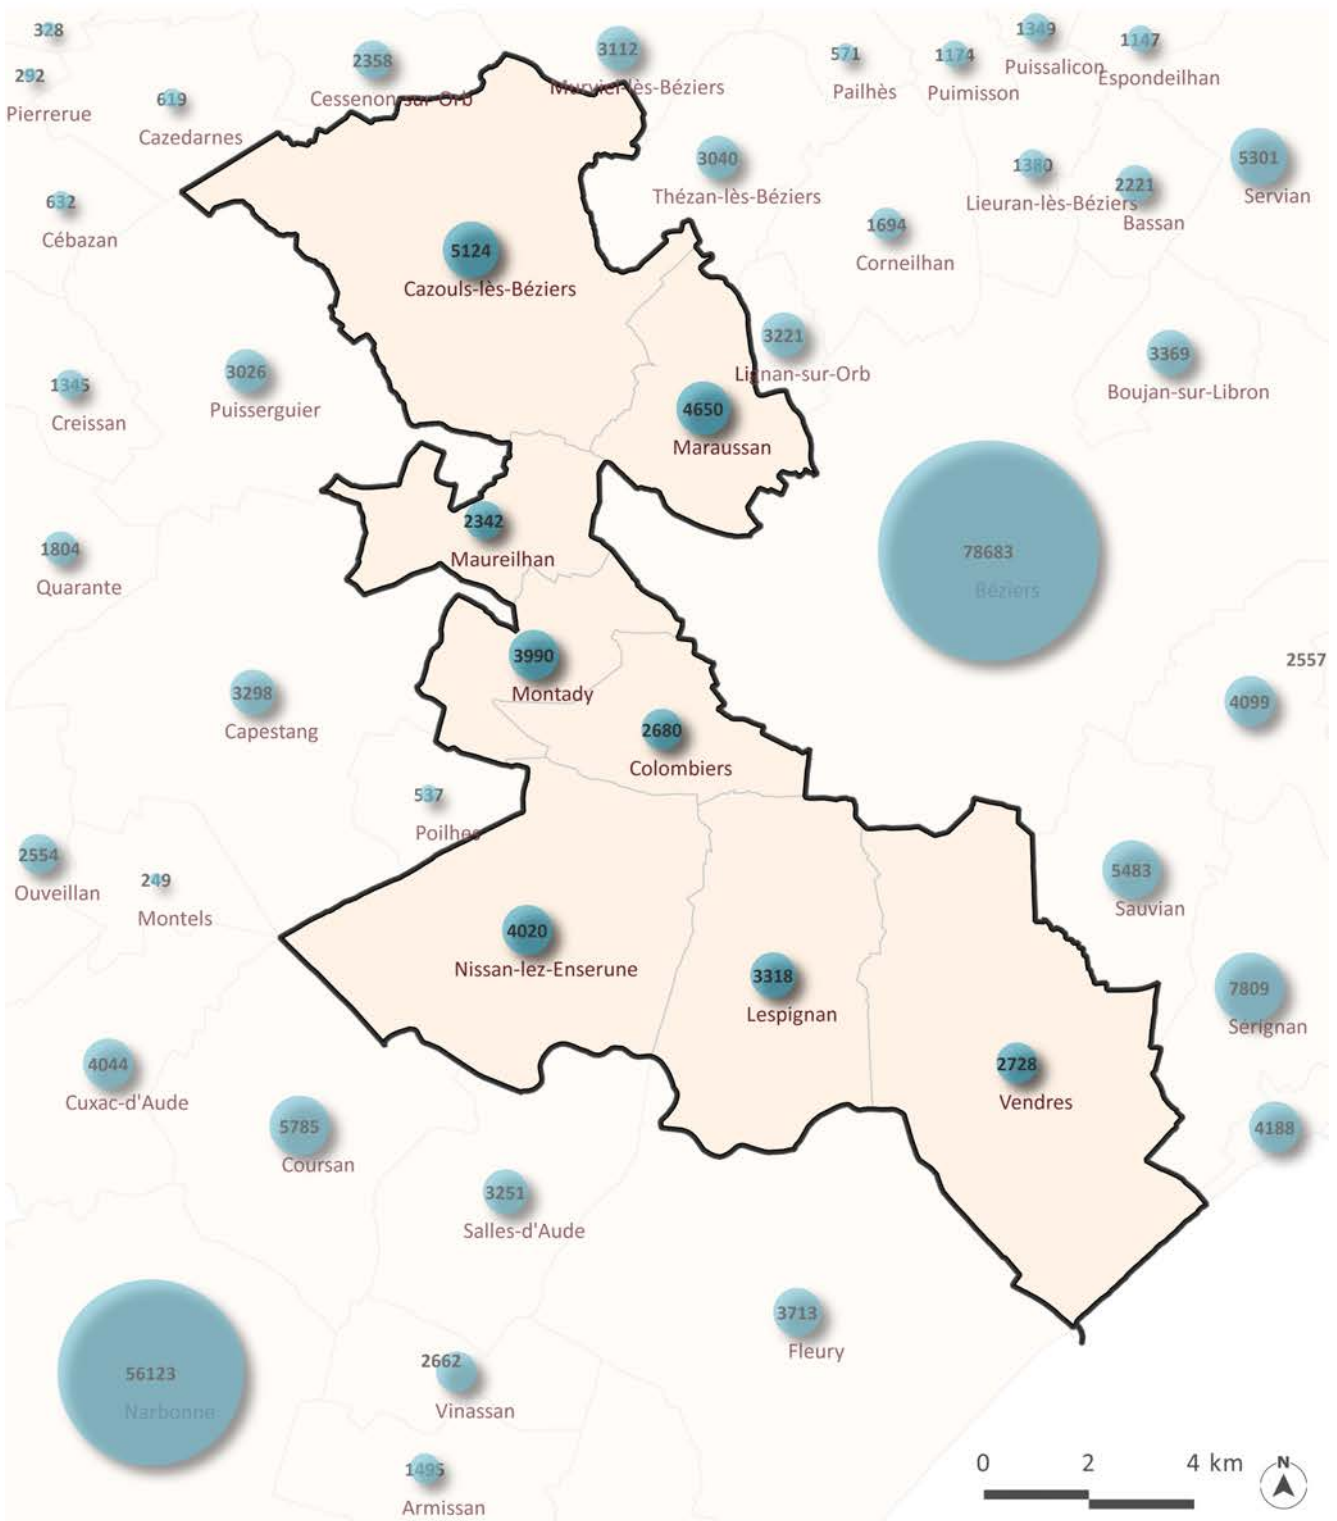 328
292
Pierrerue
619
Cazedarnes
2358
Cessenon-sur-Orb
3112
Murviel-lès-Béziers
571
Pailhès
1174
Puimisson
1349
Puissalicon
1147
Espondeilhan
632
Cébazan
3040
Thézan-lès-Béziers
1380
Lieuran-lès-Béziers
2221
Bassan
5301
Servian
5124
Cazouls-lès-Béziers
1694
Corneilhan
1345
Creissan
3026
Puisserguier
3221
Lignan-sur-Orb
3369
Boujan-sur-Libron
4650
Maraussan
1804
Quarante
2342
Maureilhan
78683
Béziers
3298
Capestang
3990
Montady
2680
Colombiers
2557
4099
537
Poilhes
2554
Ouveillan
249
Montels
4020
Nissan-lez-Enserune
3318
Lespignan
5483
Sauvian
7809
Sérignan
4044
Cuxac-d'Aude
5785
Coursan
2728
Vendres
4188
3251
Salles-d'Aude
3713
Fleury
56123
Narbonne
2662
Vinassan
1495
Armissan
0 2 4 km
N